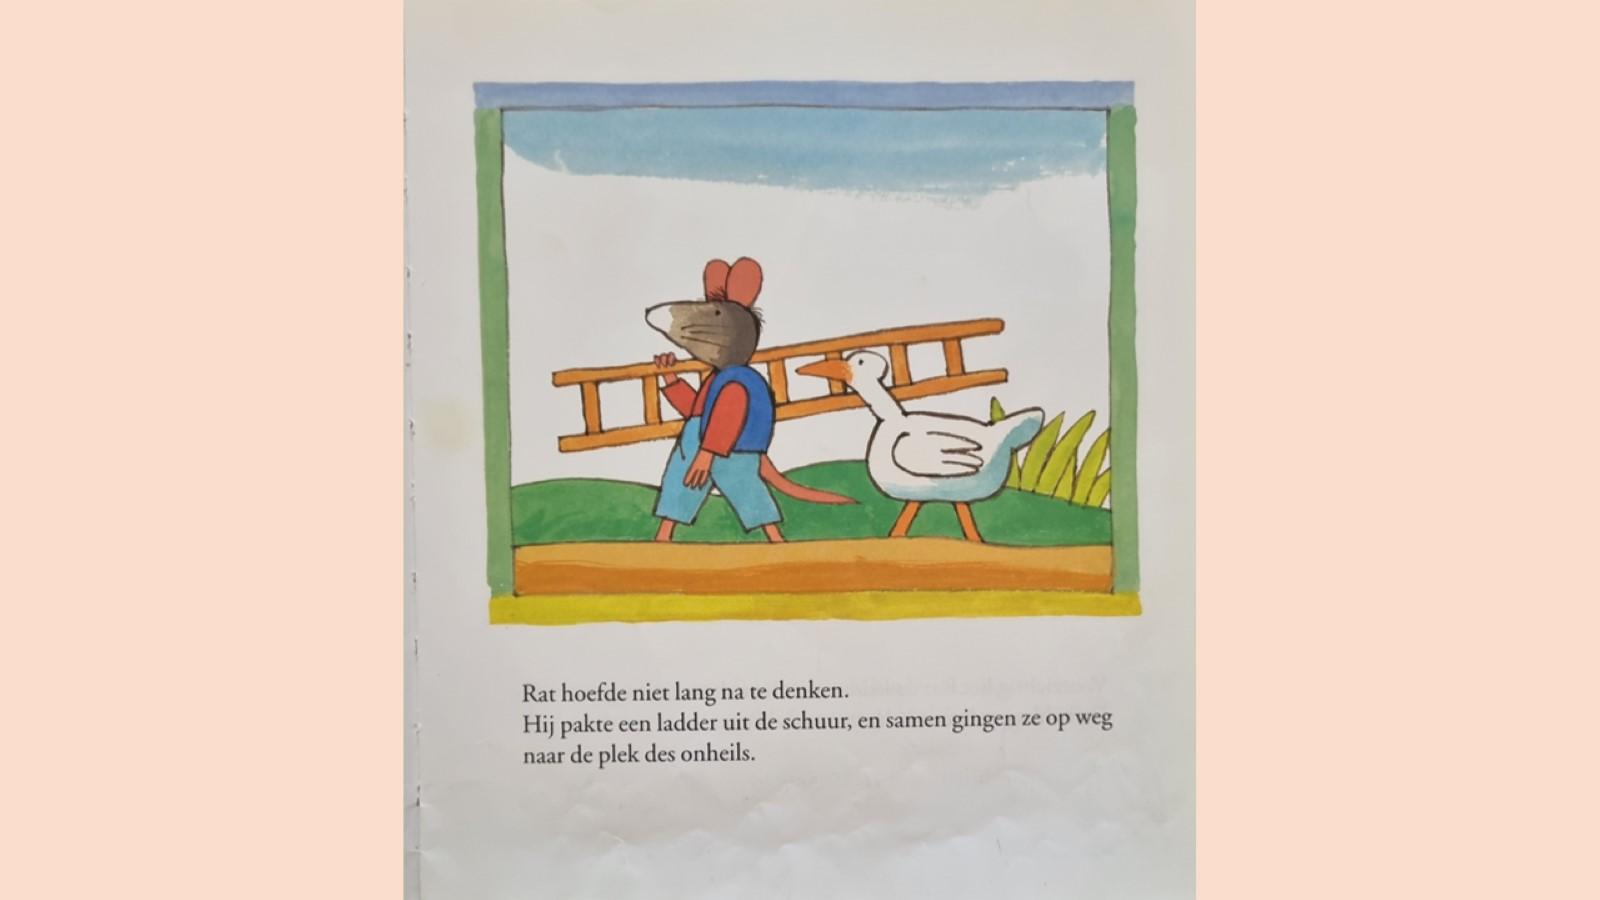 Rat hoefde niet lang na te denken.
Hij pakte een ladder uit de schuur, en samen gingen ze op weg
naar de plek des onheils.